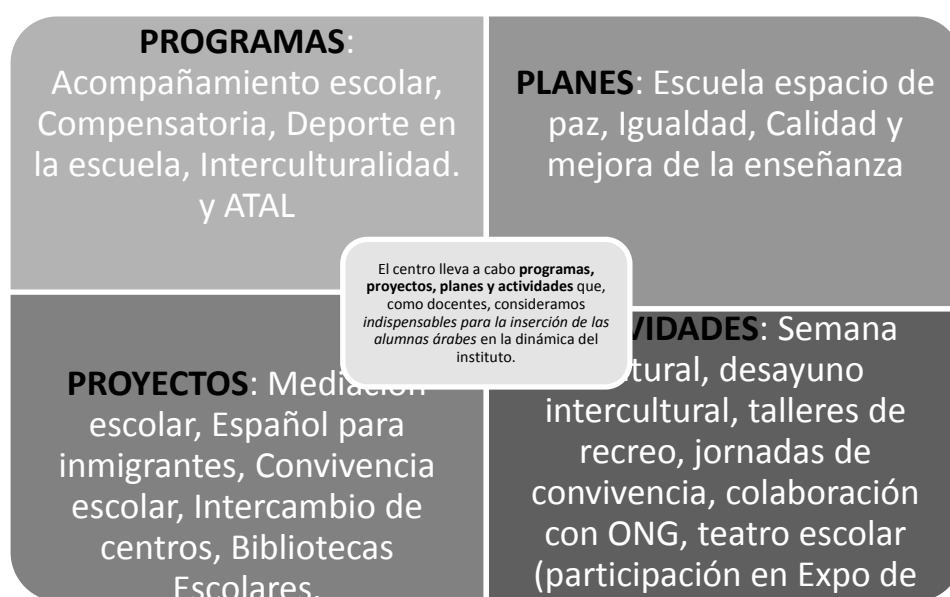 PROGRAMAS:
Acompañamiento escolar,
Compensatoria, Deporte en
la escuela, Interculturalidad.
y ATAL
PLANES: Escuela espacio de
paz, Igualdad, Calidad y
mejora de la enseñanza
El centro lleva a cabo programas,
proyectos, planes y actividades que,
como docentes, consideramos
indispensables para la inserción de las
alumnas árabes en la dinámica del
instituto.
PROYECTOS: Mediación
escolar, Español para
inmigrantes, Convivencia
escolar, Intercambio de
centros, Bibliotecas
Escolares.
VIDADES: Semana
tural, desayuno
intercultural, talleres de
recreo, jornadas de
convivencia, colaboración
con ONG, teatro escolar
(participación en Expo de